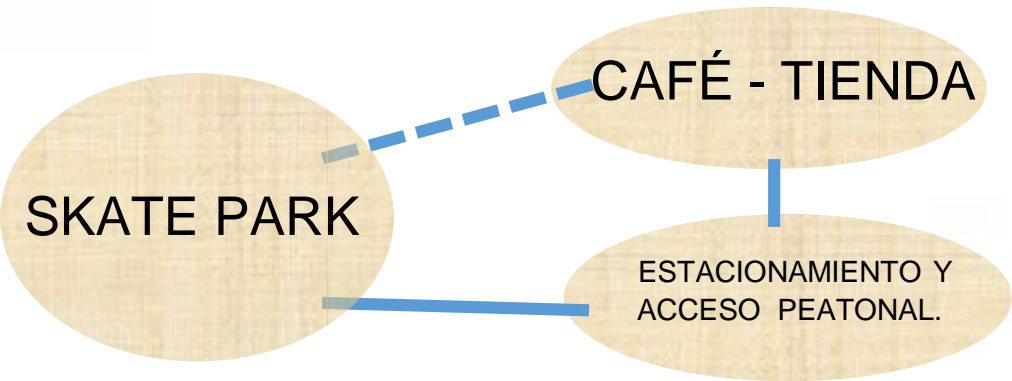 CAFÉ - TIENDA
SKATE PARK
ESTACIONAMIENTO Y
ACCESO PEATONAL.